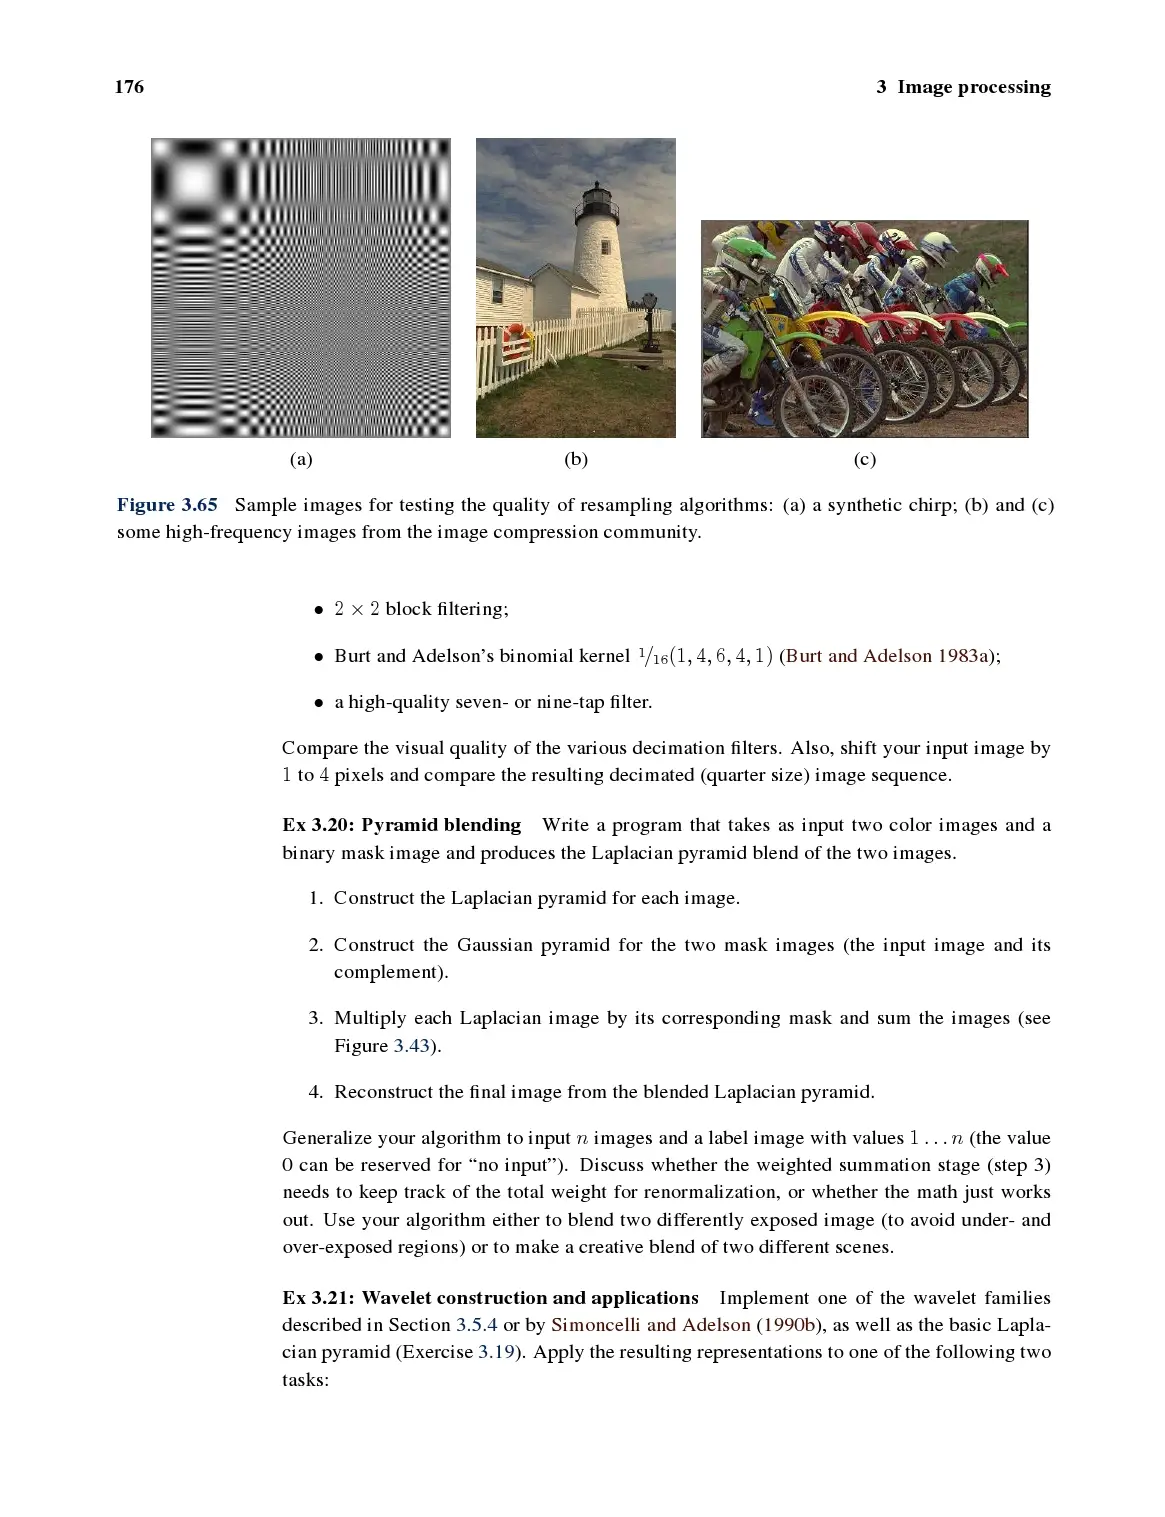 176
3 Image processing
(a)
(b)
(c)
Figure 3.65 Sample images for testing the quality of resampling algorithms: (a) a synthetic chirp; (b) and (c)
some high-frequency images from the image compression community.
• 2 × 2 block filtering;
• Burt and Adelson's binomial kernel 1/16(1, 4, 6, 4, 1) (Burt and Adelson 1983a);
• a high-quality seven- or nine-tap filter.
Compare the visual quality of the various decimation filters. Also, shift your input image by
1 to 4 pixels and compare the resulting decimated (quarter size) image sequence.
Ex 3.20: Pyramid blending Write a program that takes as input two color images and a
binary mask image and produces the Laplacian pyramid blend of the two images.
1. Construct the Laplacian pyramid for each image.
2. Construct the Gaussian pyramid for the two mask images (the input image and its
complement).
3. Multiply each Laplacian image by its corresponding mask and sum the images (see
Figure 3.43).
4. Reconstruct the final image from the blended Laplacian pyramid.
Generalize your algorithm to input n images and a label image with values 1 . . . n (the value
0 can be reserved for “no input”). Discuss whether the weighted summation stage (step 3)
needs to keep track of the total weight for renormalization, or whether the math just works
out. Use your algorithm either to blend two differently exposed image (to avoid under- and
over-exposed regions) or to make a creative blend of two different scenes.
Ex 3.21: Wavelet construction and applications Implement one of the wavelet families
described in Section 3.5.4 or by Simoncelli and Adelson (1990b), as well as the basic Lapla-
cian pyramid (Exercise 3.19). Apply the resulting representations to one of the following two
tasks: